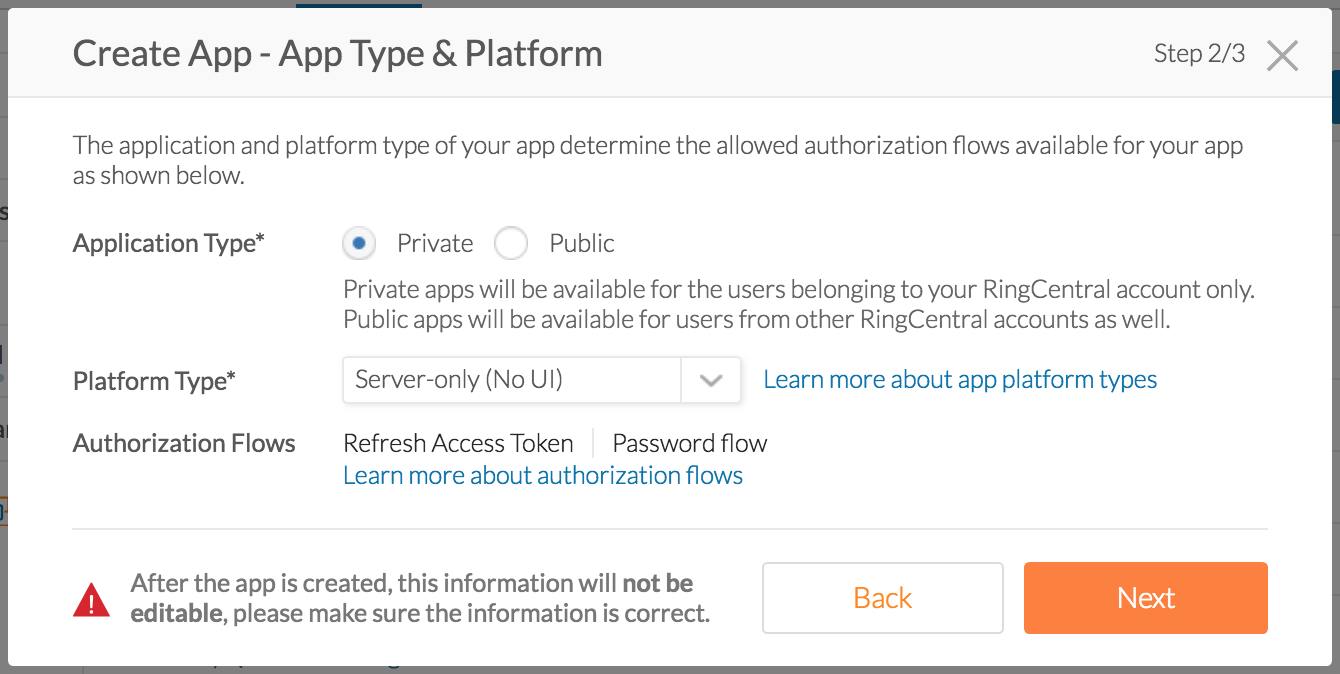 Create App - App Type & Platform
Step 2/3
The application and platform type of your app determine the allowed authorization flows available for your app
as shown below.
Application Type*
Private
Public
Private apps will be available for the users belonging to your RingCentral account only.
Public apps will be available for users from other RingCentral accounts as well.
Platform Type*
Server-only (No UI)
Learn more about app platform types
Authorization Flows
Refresh Access Token
Password flow
Learn more about authorization flows
After the app is created, this information will not be
editable, please make sure the information is correct.
Back
Next